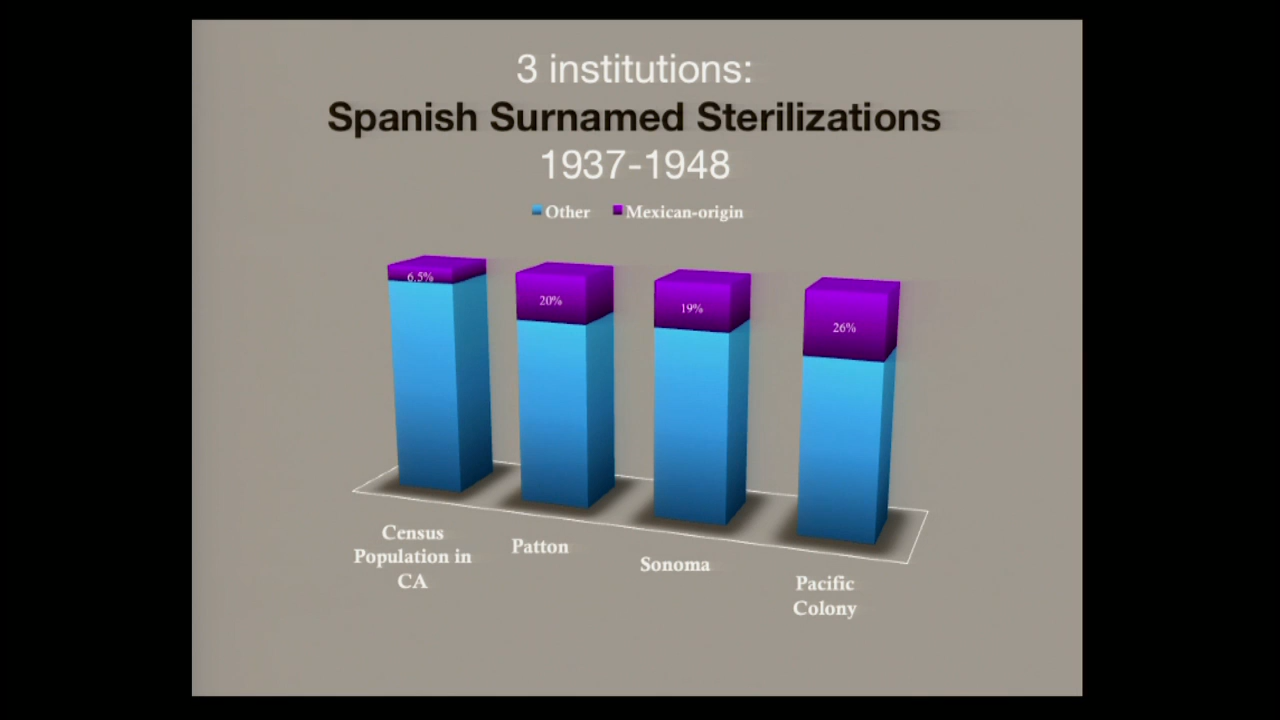 3 institutions:
Spanish Surnamed Sterilizations
1937-1948
Other Mexican-origin
6.5%
20%
19%
26%
Census
Population in
CA
Patton
Sonoma
Pacific
Colony